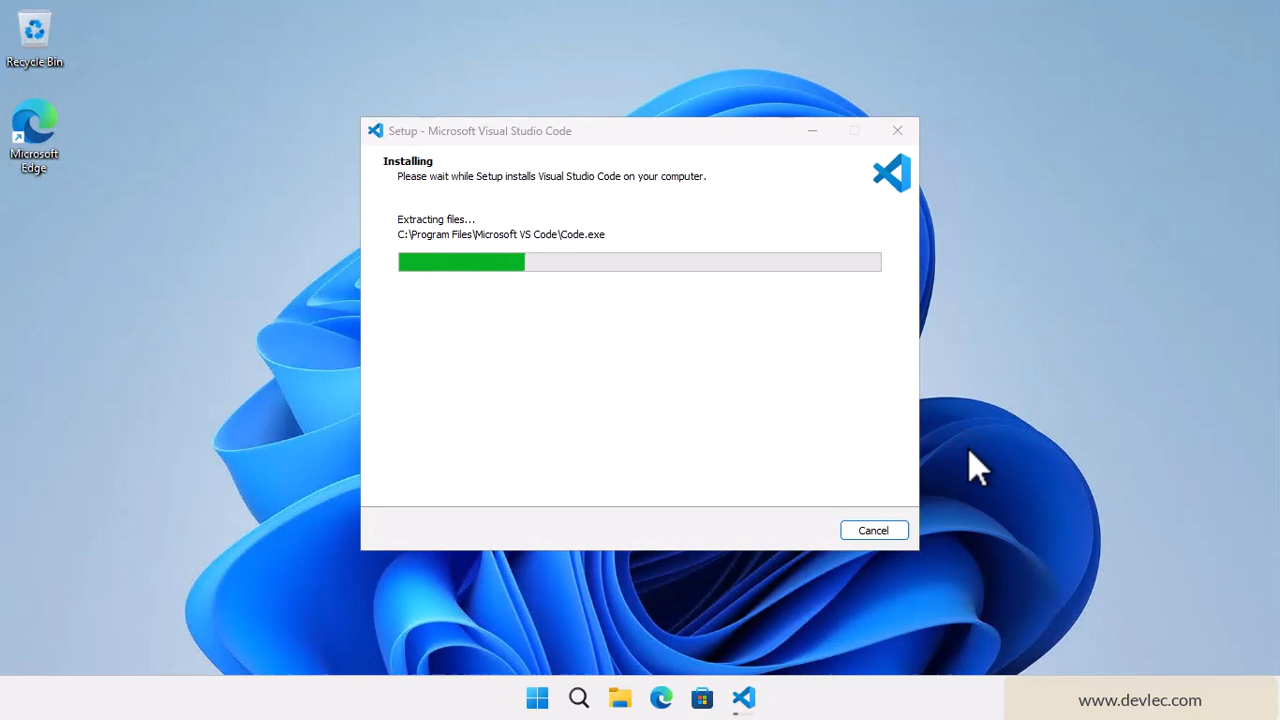 Recycle Bin
Microsoft
Edge
Setup - Microsoft Visual Studio Code
Installing
Please wait while Setup installs Visual Studio Code on your computer.
Extracting files...
C:\Program Files\Microsoft VS Code\Code.exe
Cancel
www.devlec.com